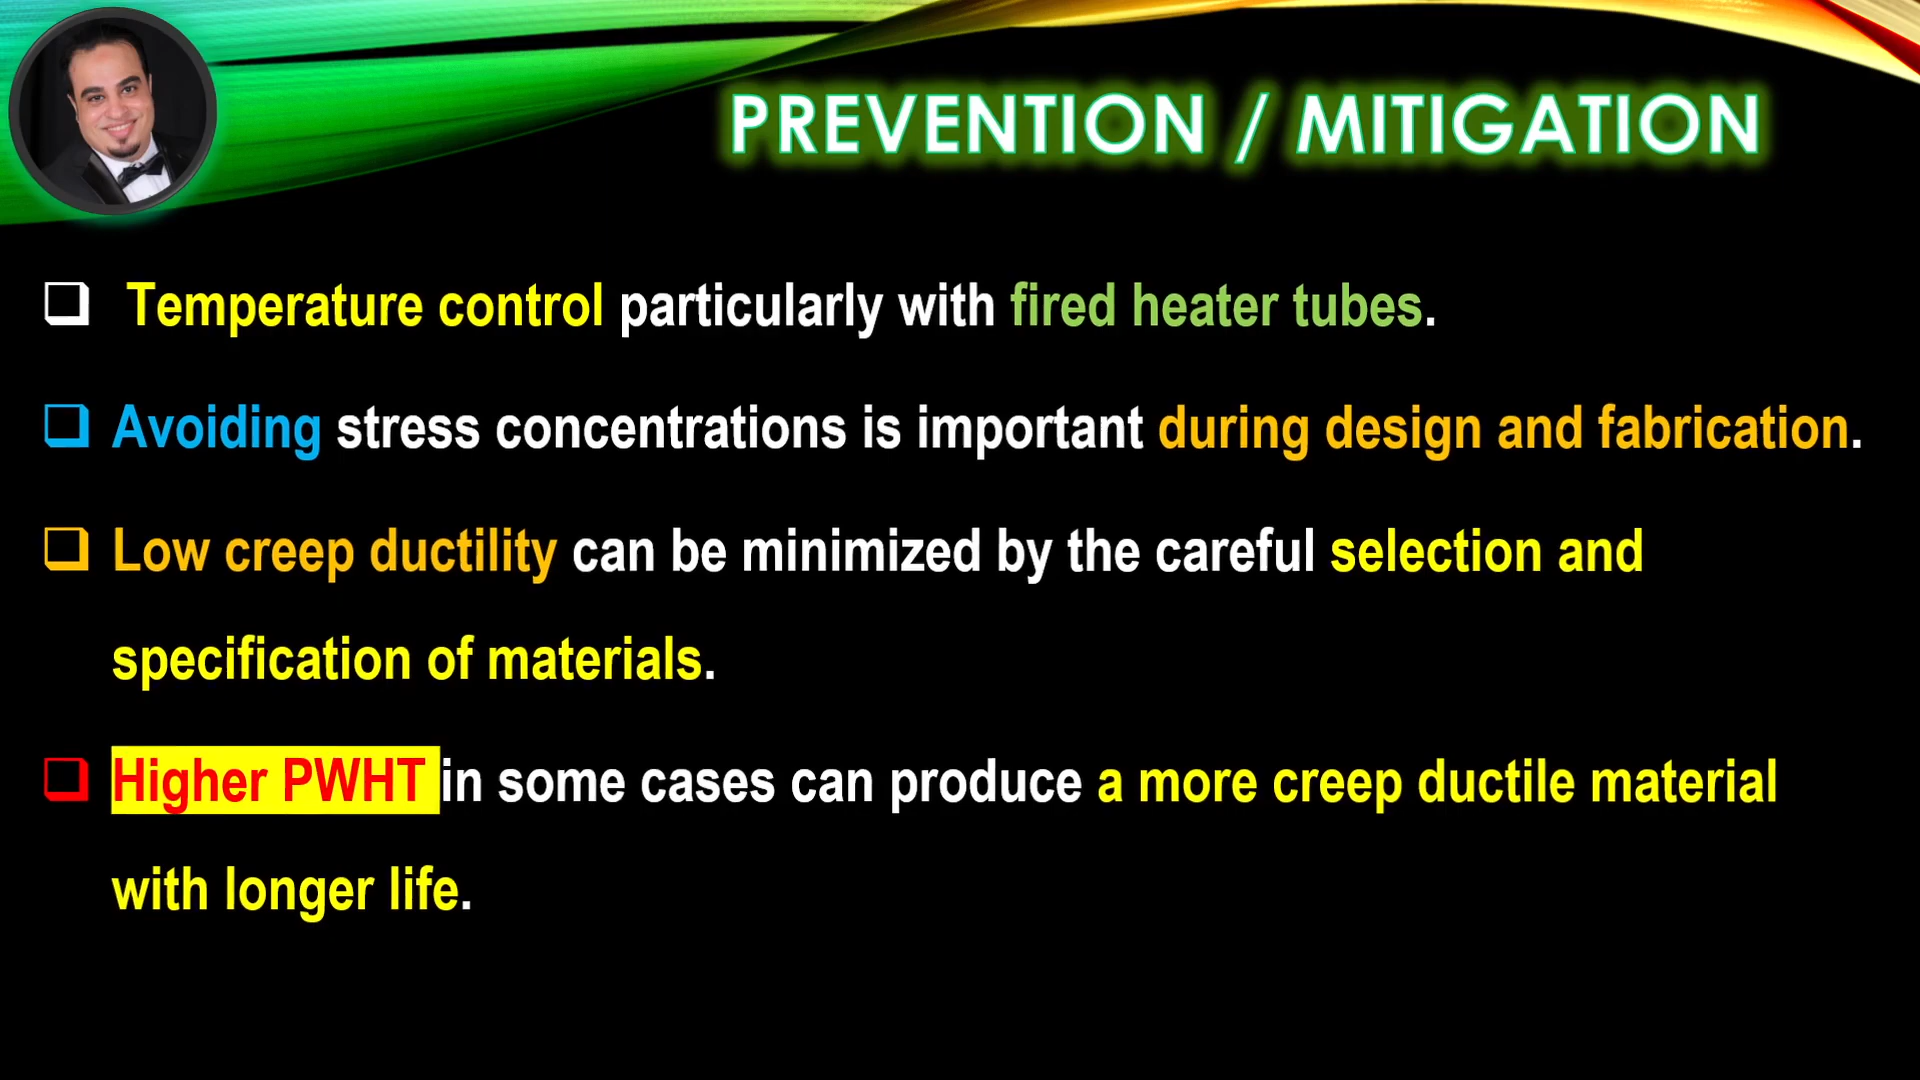 PREVENTION / MITIGATION
Temperature control particularly with fired heater tubes.
Avoiding stress concentrations is important during design and fabrication.
Low creep ductility can be minimized by the careful selection and
specification of materials.
Higher PWHT in some cases can produce a more creep ductile material
with longer life.